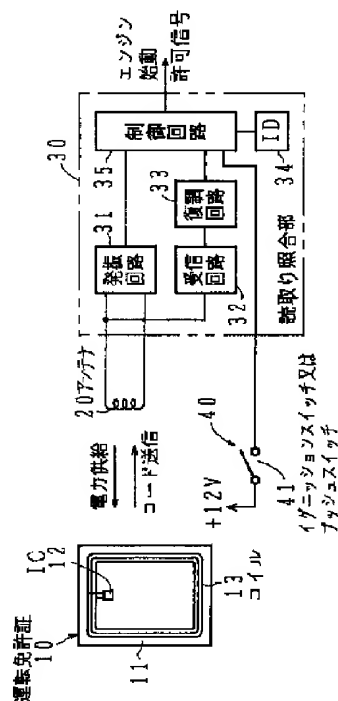 運転免許証
10
IC
12
11
13
コイル
電力供給
コード送信
20アンテナ
+12V
40
41
イグニッションスイッチ又は
プッシュスイッチ
30
31
発振
回路
受信
回路
32
復調
回路
33
35
制御回路
ID
34
読取り照合部
エンジン
始動
許可信号